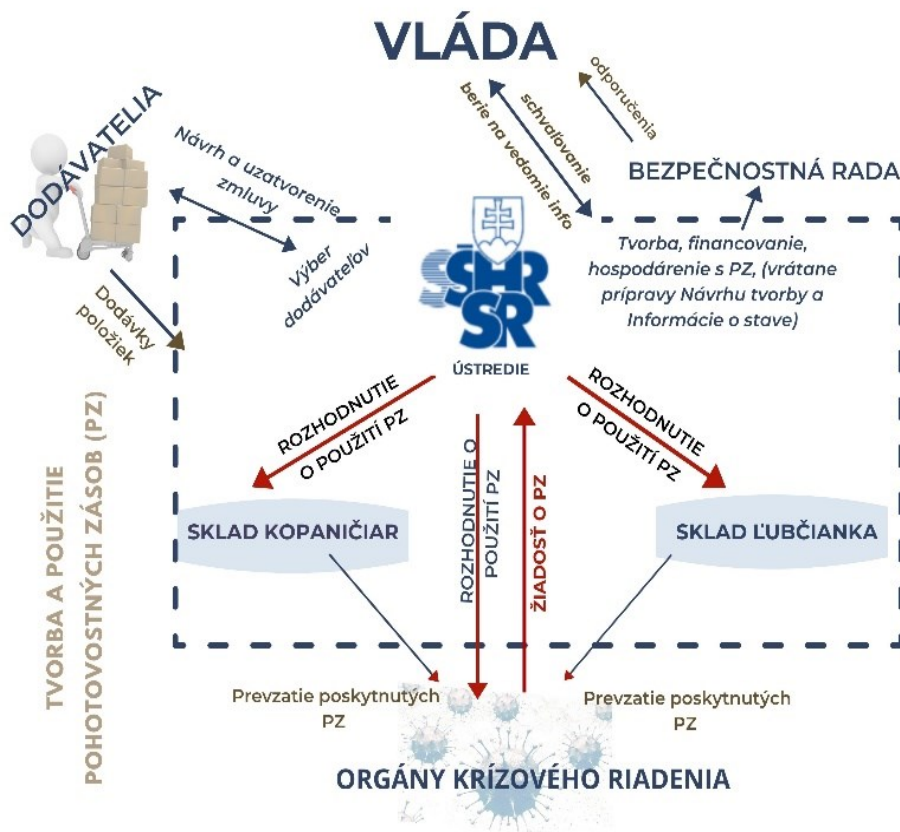 VLÁDA
odporučenia
schvaľovanie
berie na vedomie info
DODÁVATELIA
Návrh a uzatvorenie
zmluvy
BEZPEČNOSTNÁ RADA
Výber
dodávateľov
ŠHR
SR
ÚSTREDIE
Tvorba, financovanie,
hospodárenie s PZ, (vrátane
prípravy Návrhu tvorby a
Informácie o stave)
Dodávky
položiek
ROZHODNUTIE
O POUŽITÍ PZ
ROZHODNUTIE O
POUŽITÍ PZ
ŽIADOSŤ O PZ
ROZHODNUTIE
O POUŽITÍ PZ
SKLAD KOPANIČIAR
SKLAD ĽUBČIANKA
TVORBA A POUŽITIE
POHOTOVOSTNÝCH ZÁSOB (PZ)
Prevzatie poskytnutých
PZ
Prevzatie poskytnutých
PZ
ORGÁNY KRÍZOVÉHO RIADENIA